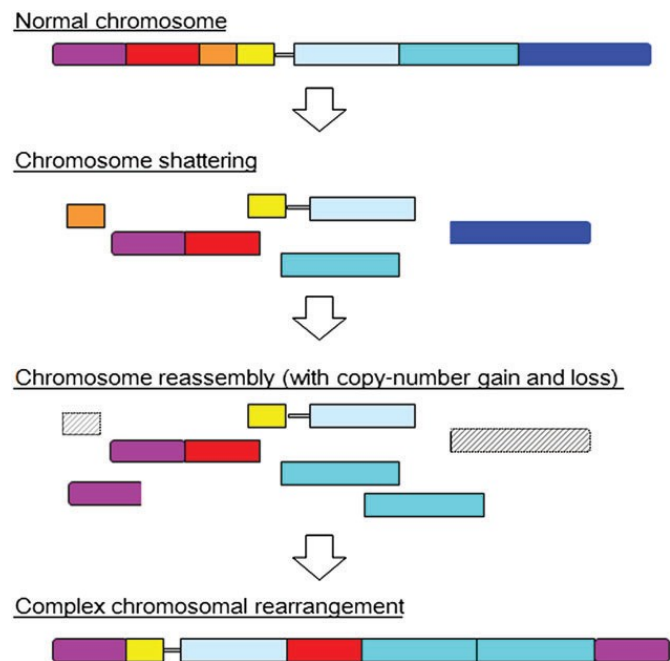 Normal chromosome
Chromosome shattering
Chromosome reassembly (with copy-number gain and loss)
Complex chromosomal rearrangement